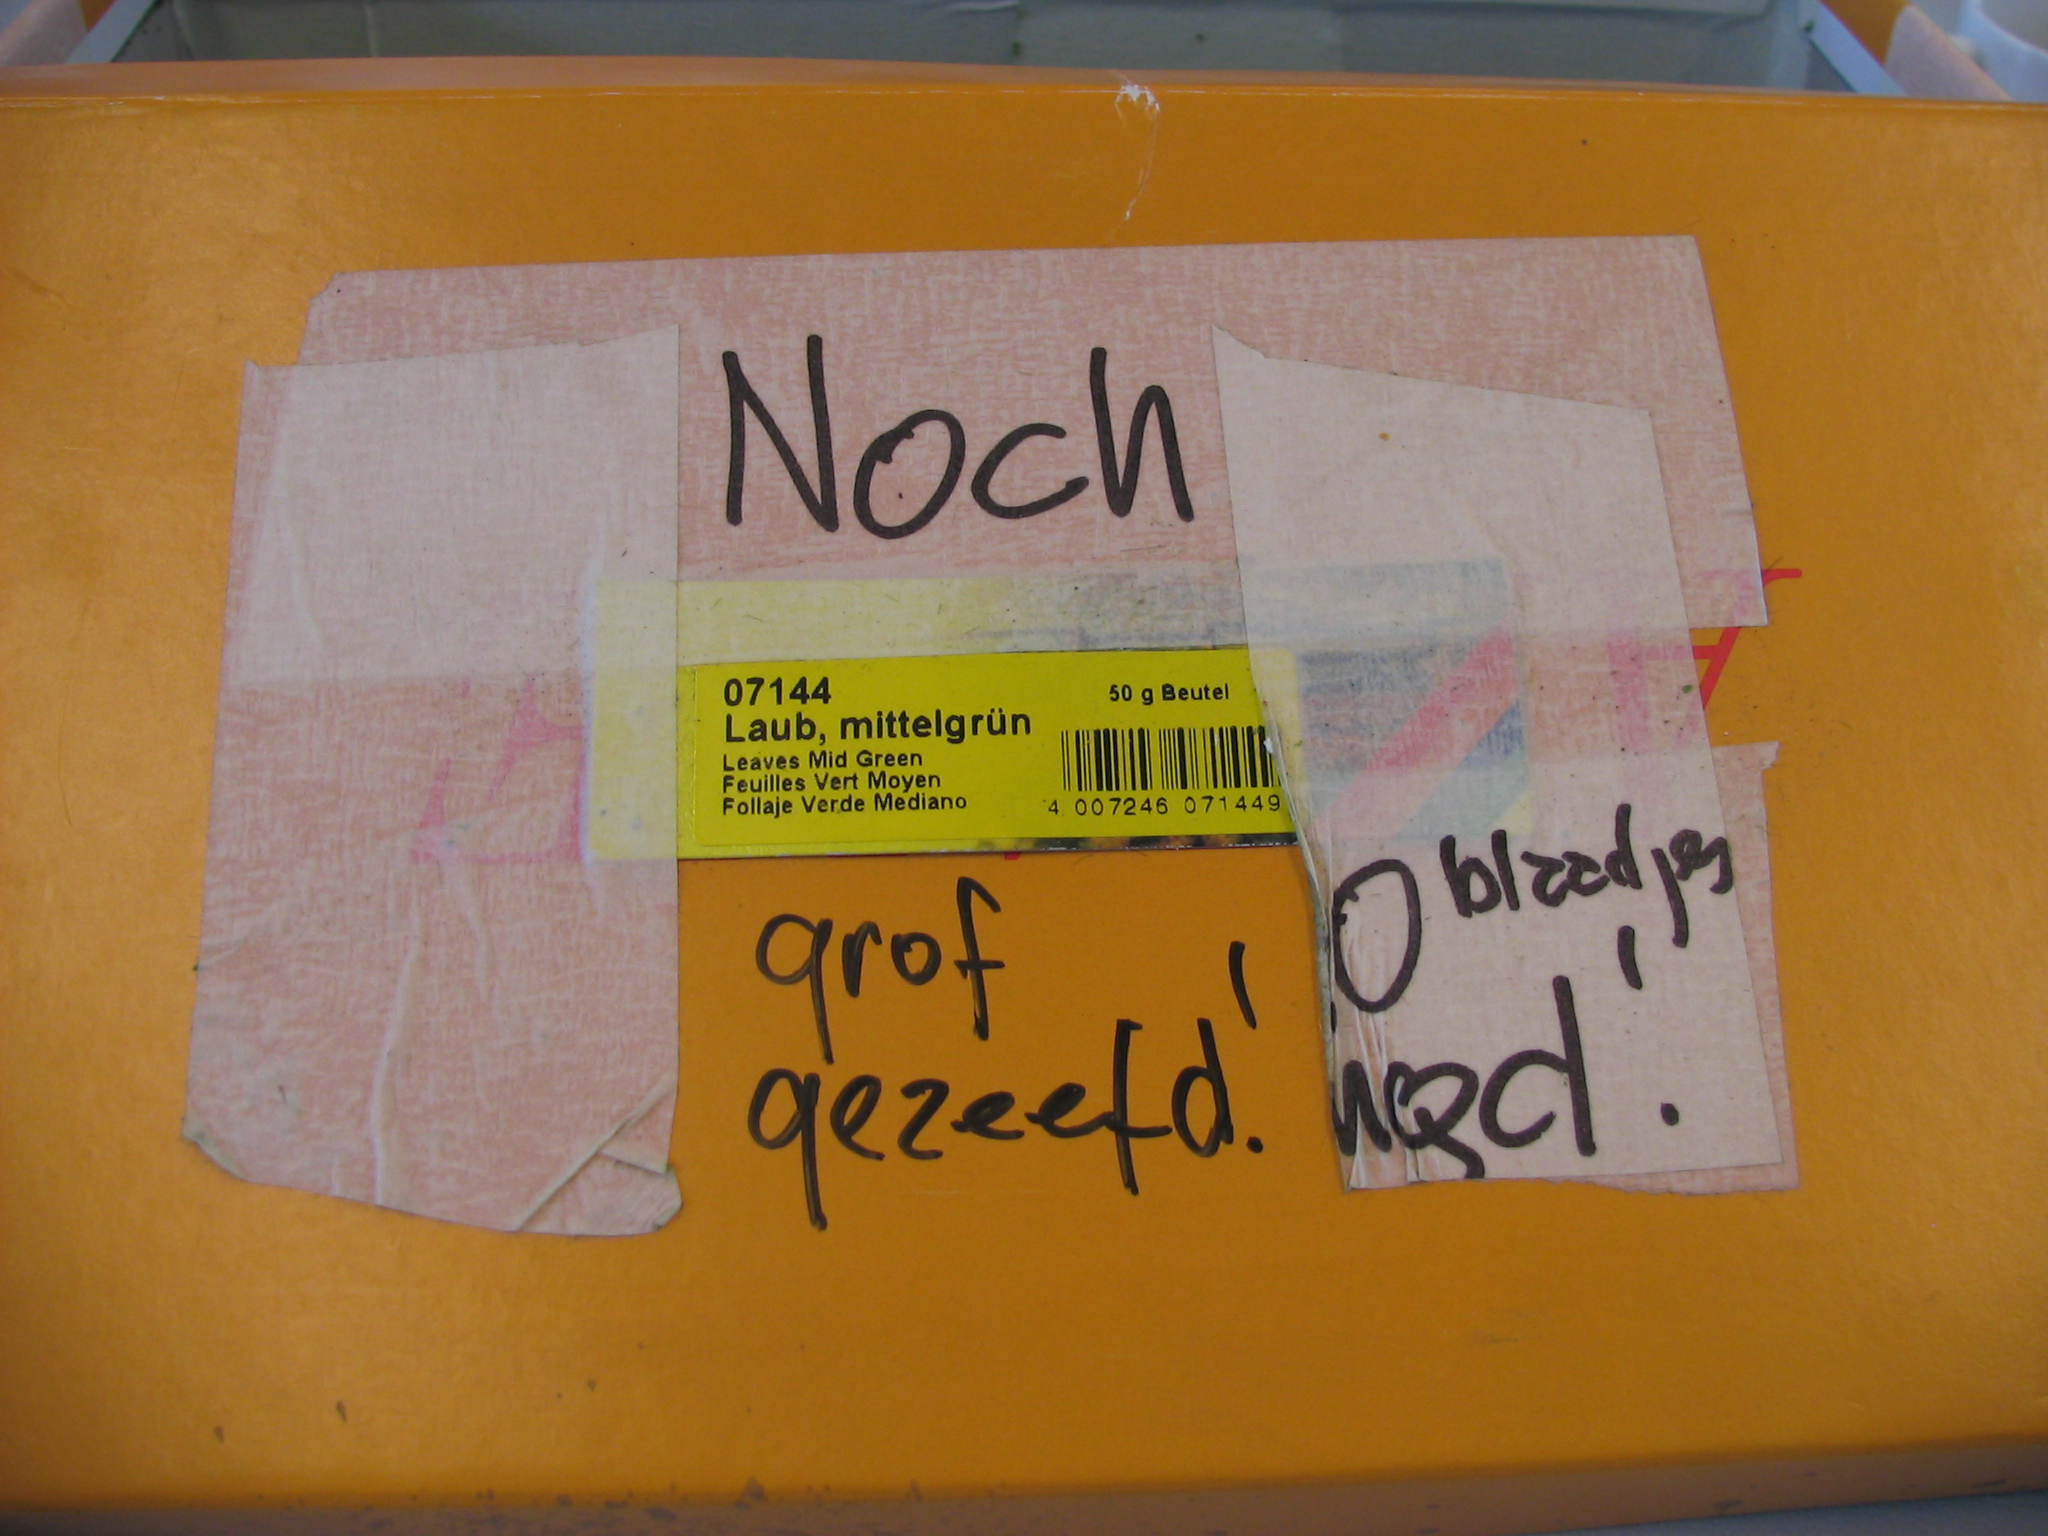 Noch
07144
50 g Beutel
Laub, mittelgrün
Leaves Mid Green
Feuilles Vert Moyen
Follaje Verde Mediano
4 007246 071449
blaadjes
grof
gezeefd!